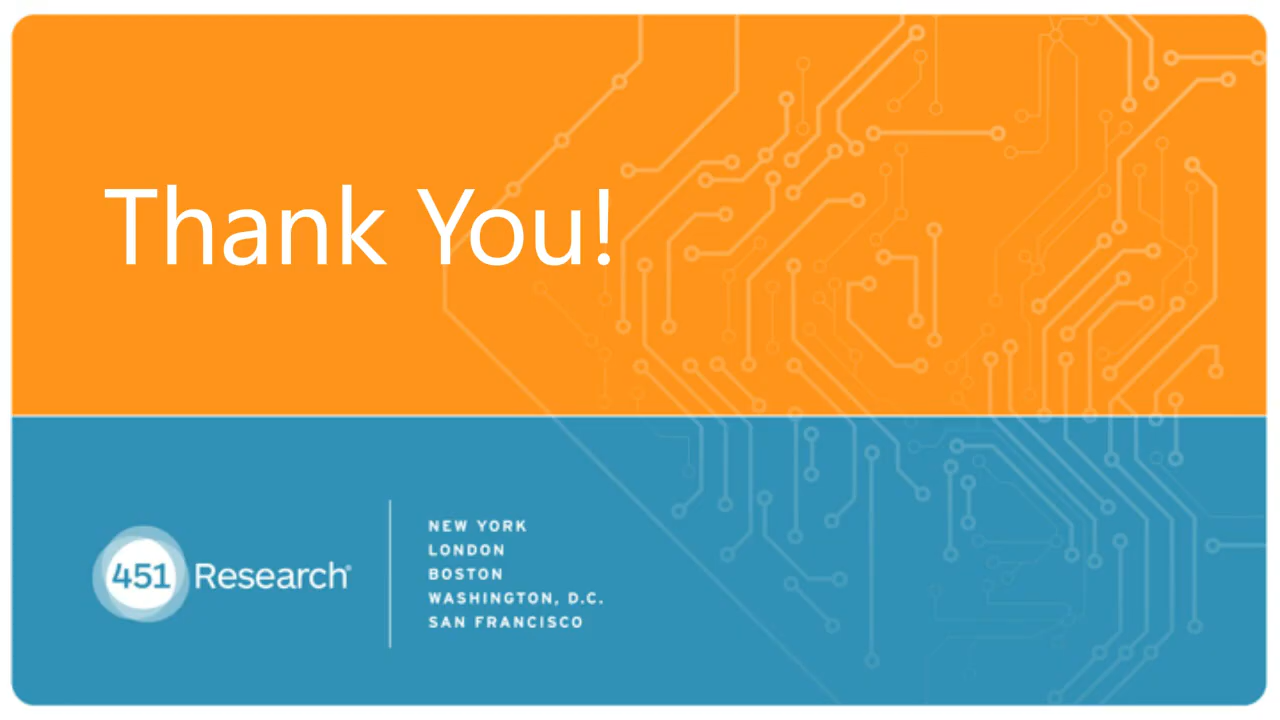 Thank You!
451 Research®
NEW YORK
LONDON
BOSTON
WASHINGTON, D.C.
SAN FRANCISCO